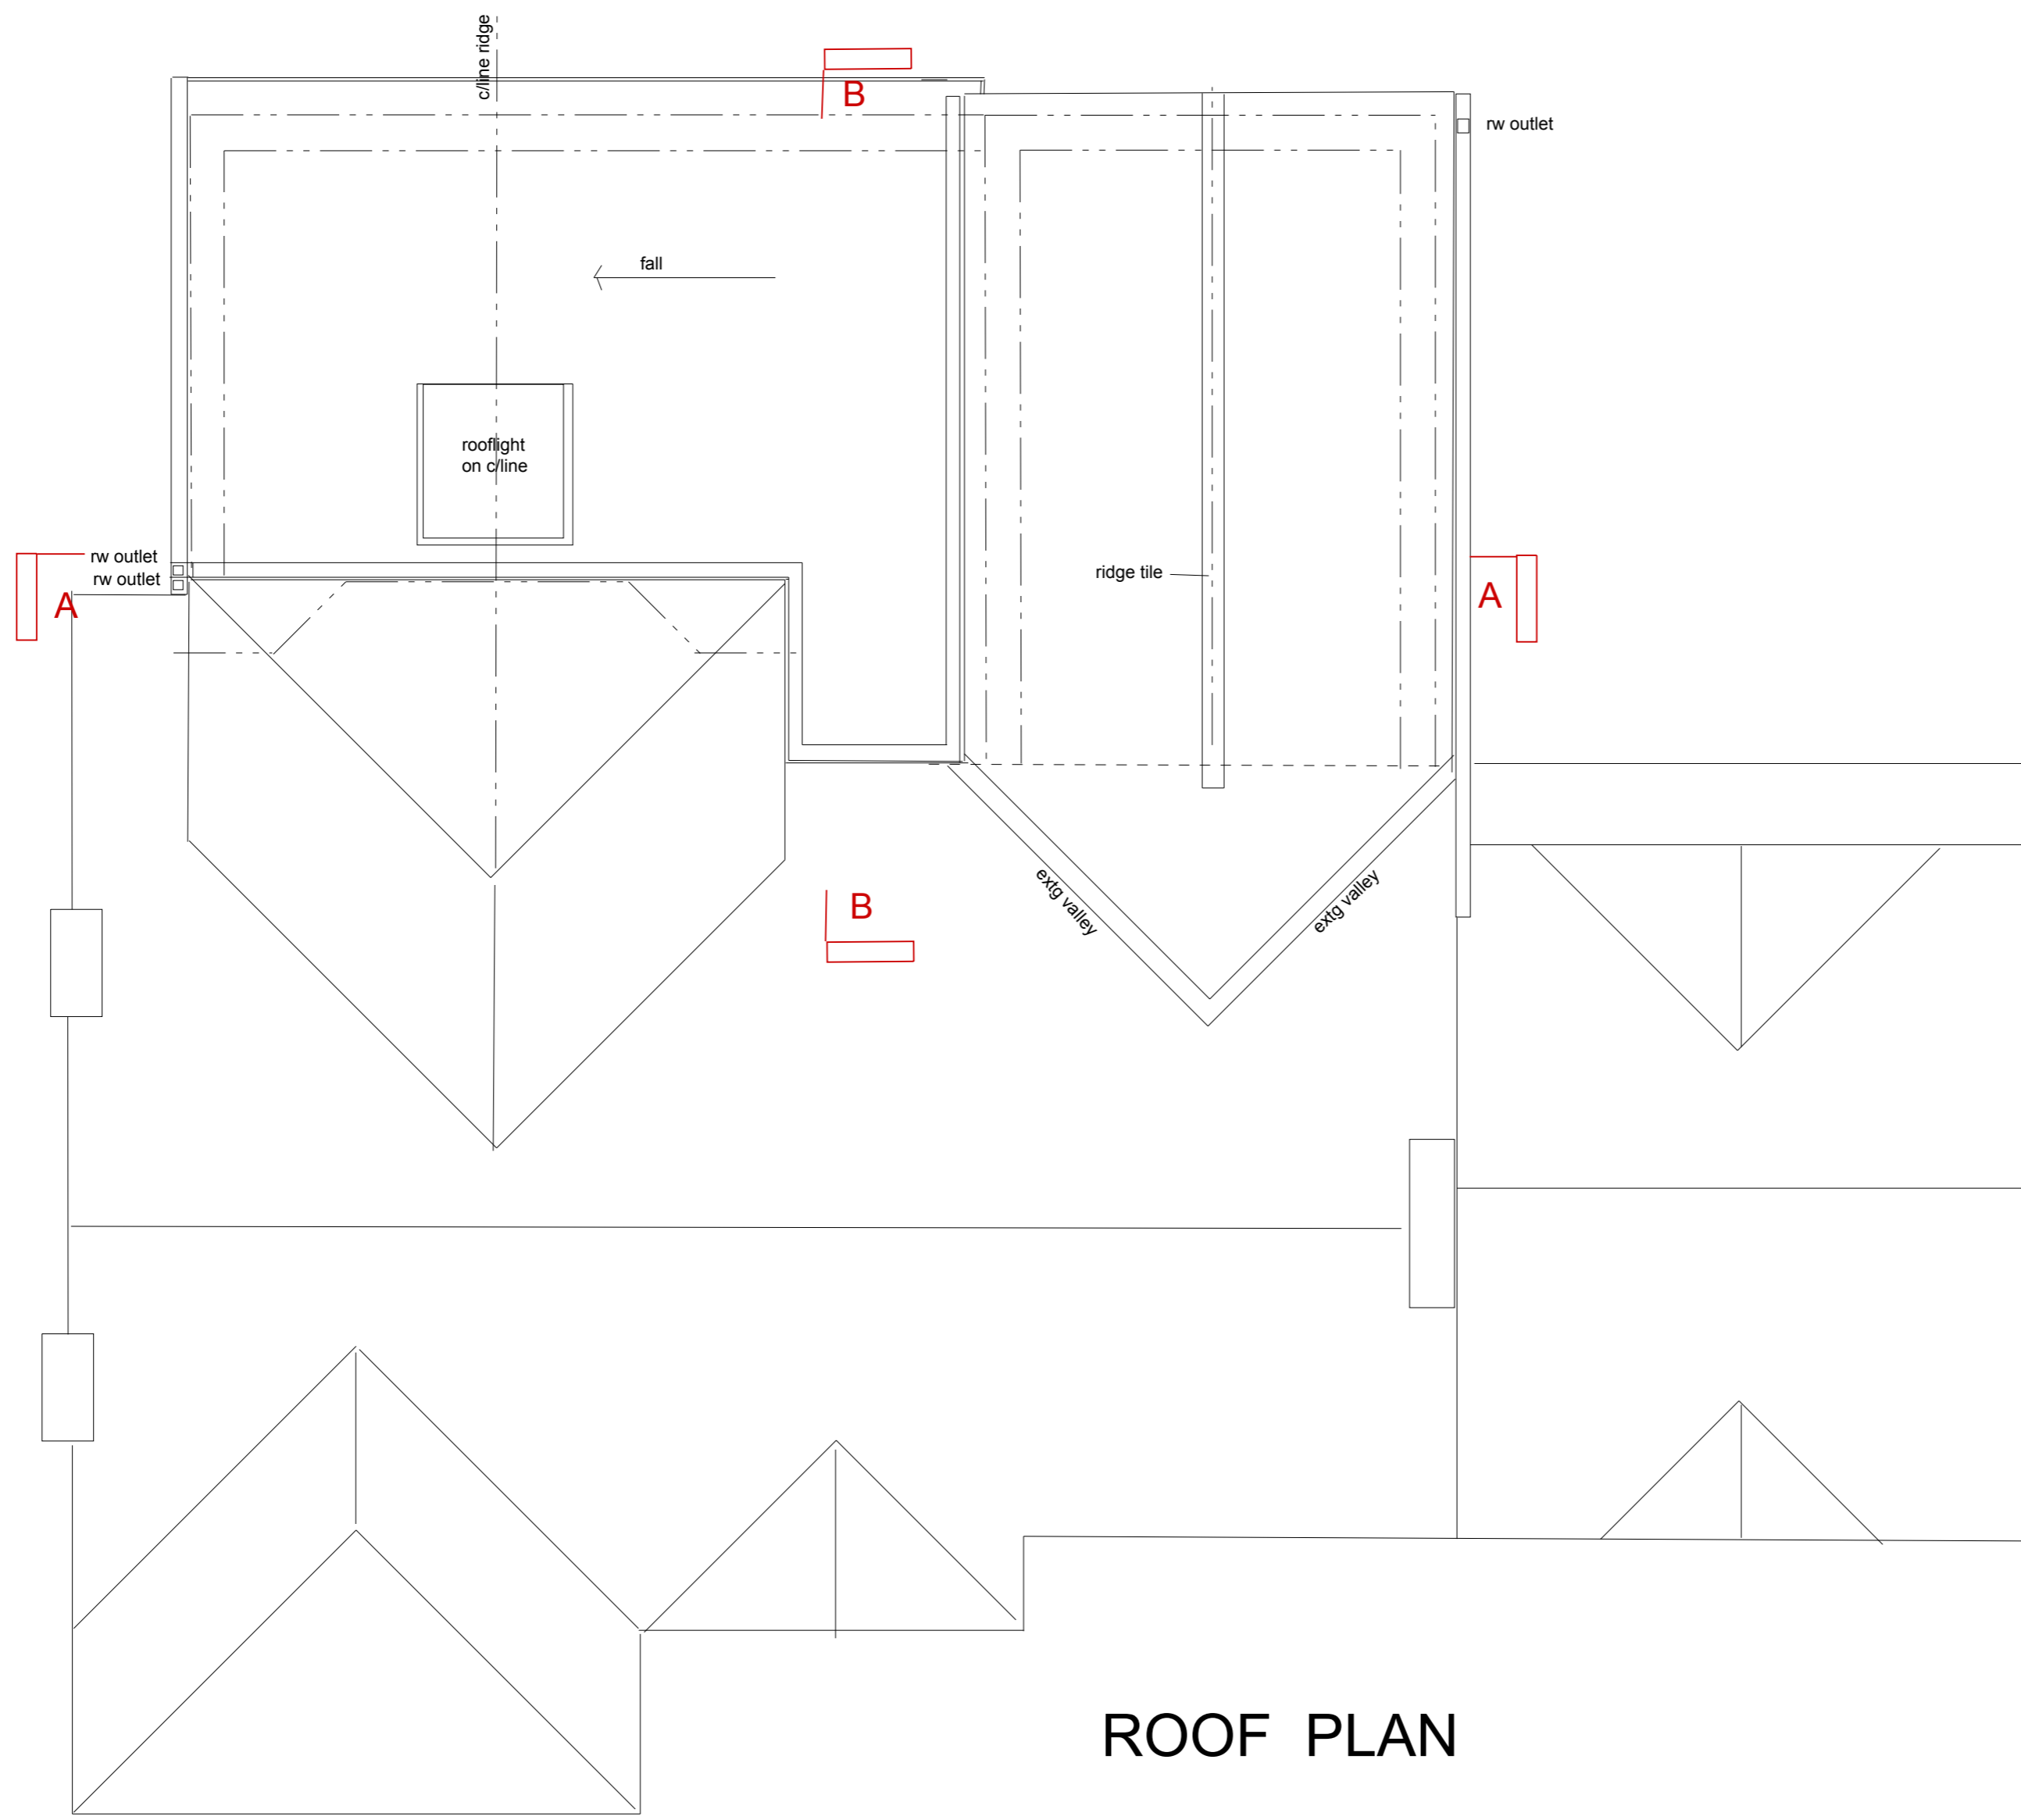 c/line ridge
B
rw outlet
fall
rooflight
on c/line
rw outlet
rw outlet
A
ridge tile
A
extg valley
extg valley
B
ROOF PLAN